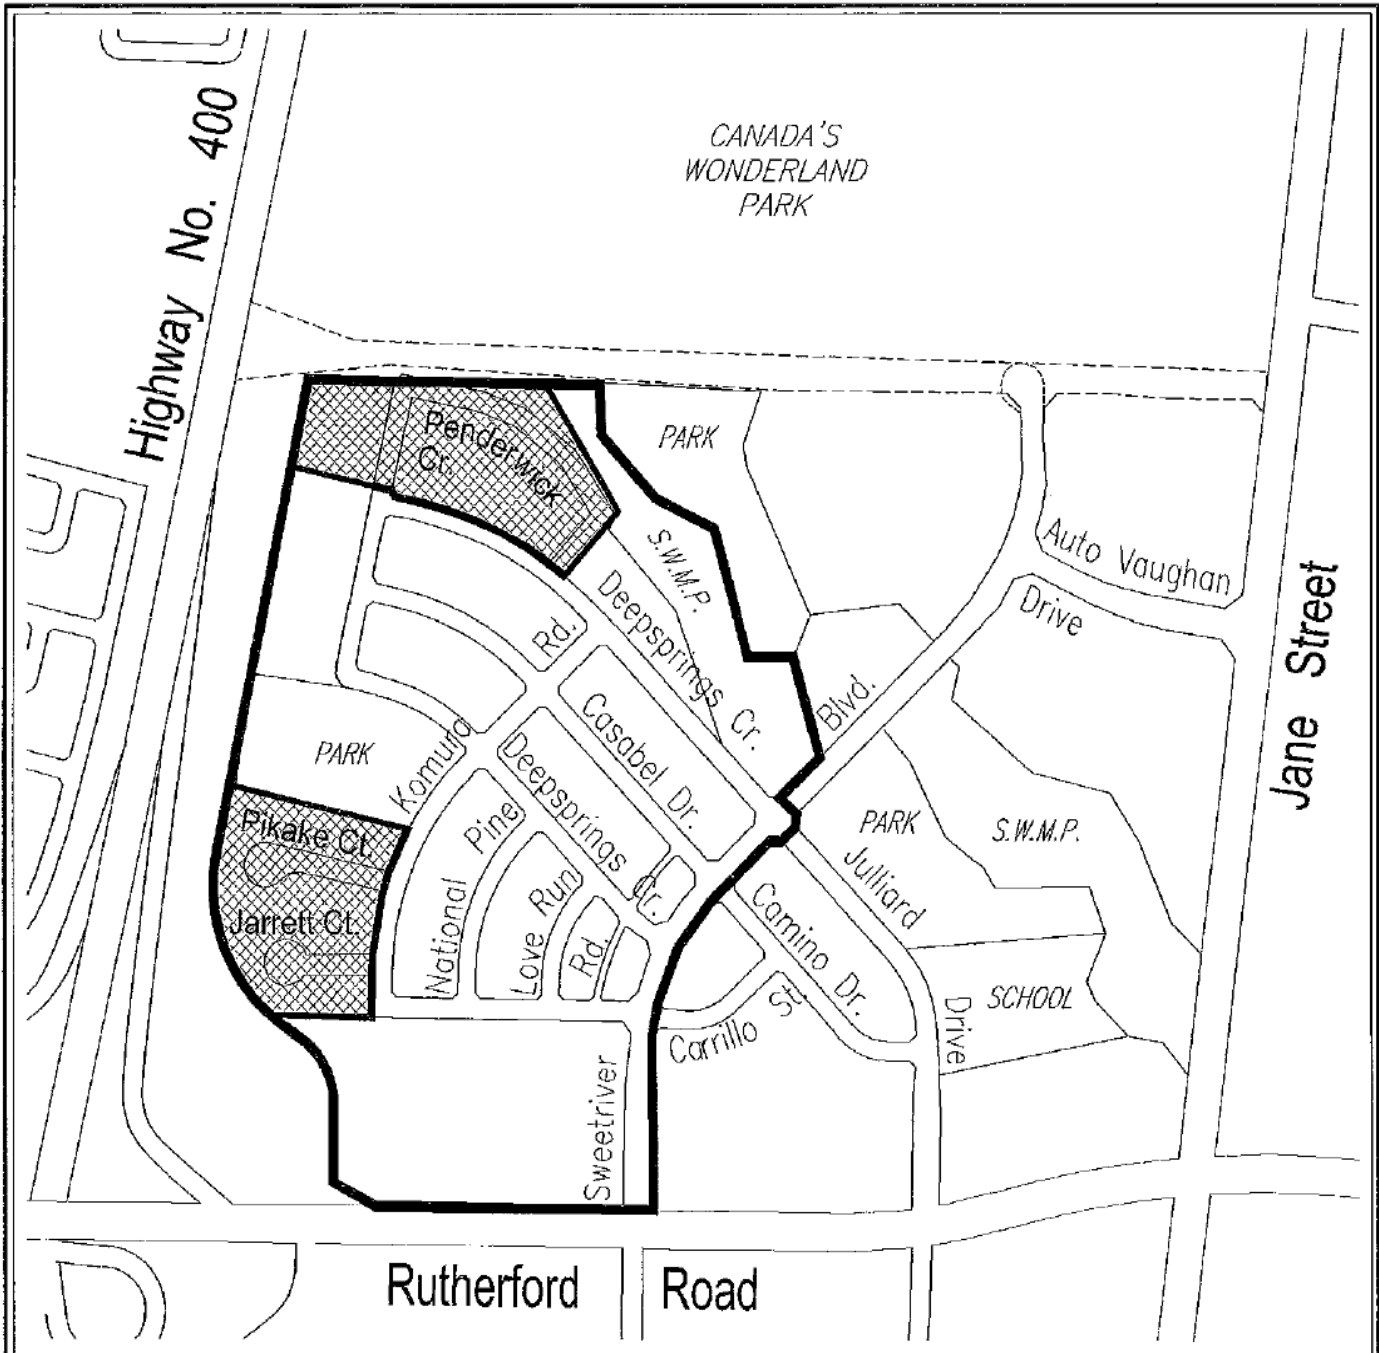 Highway No. 400
CANADA'S
WONDERLAND
PARK
Renderwick
Cr.
PARK
S.W.M.P.
Auto Vaughan
Drive
Jane Street
Deepsprings Cr.
Rd.
Casabel Dr.
Blvd.
PARK
Komura
Deepsprings Cr.
PARK
S.W.M.P.
Julliard
Drive
Pikake Ct.
Jarrett Ct.
National Pine
Love Run
Rd.
Camino Dr.
SCHOOL
Carrillo St.
Sweetriver
Rutherford Road